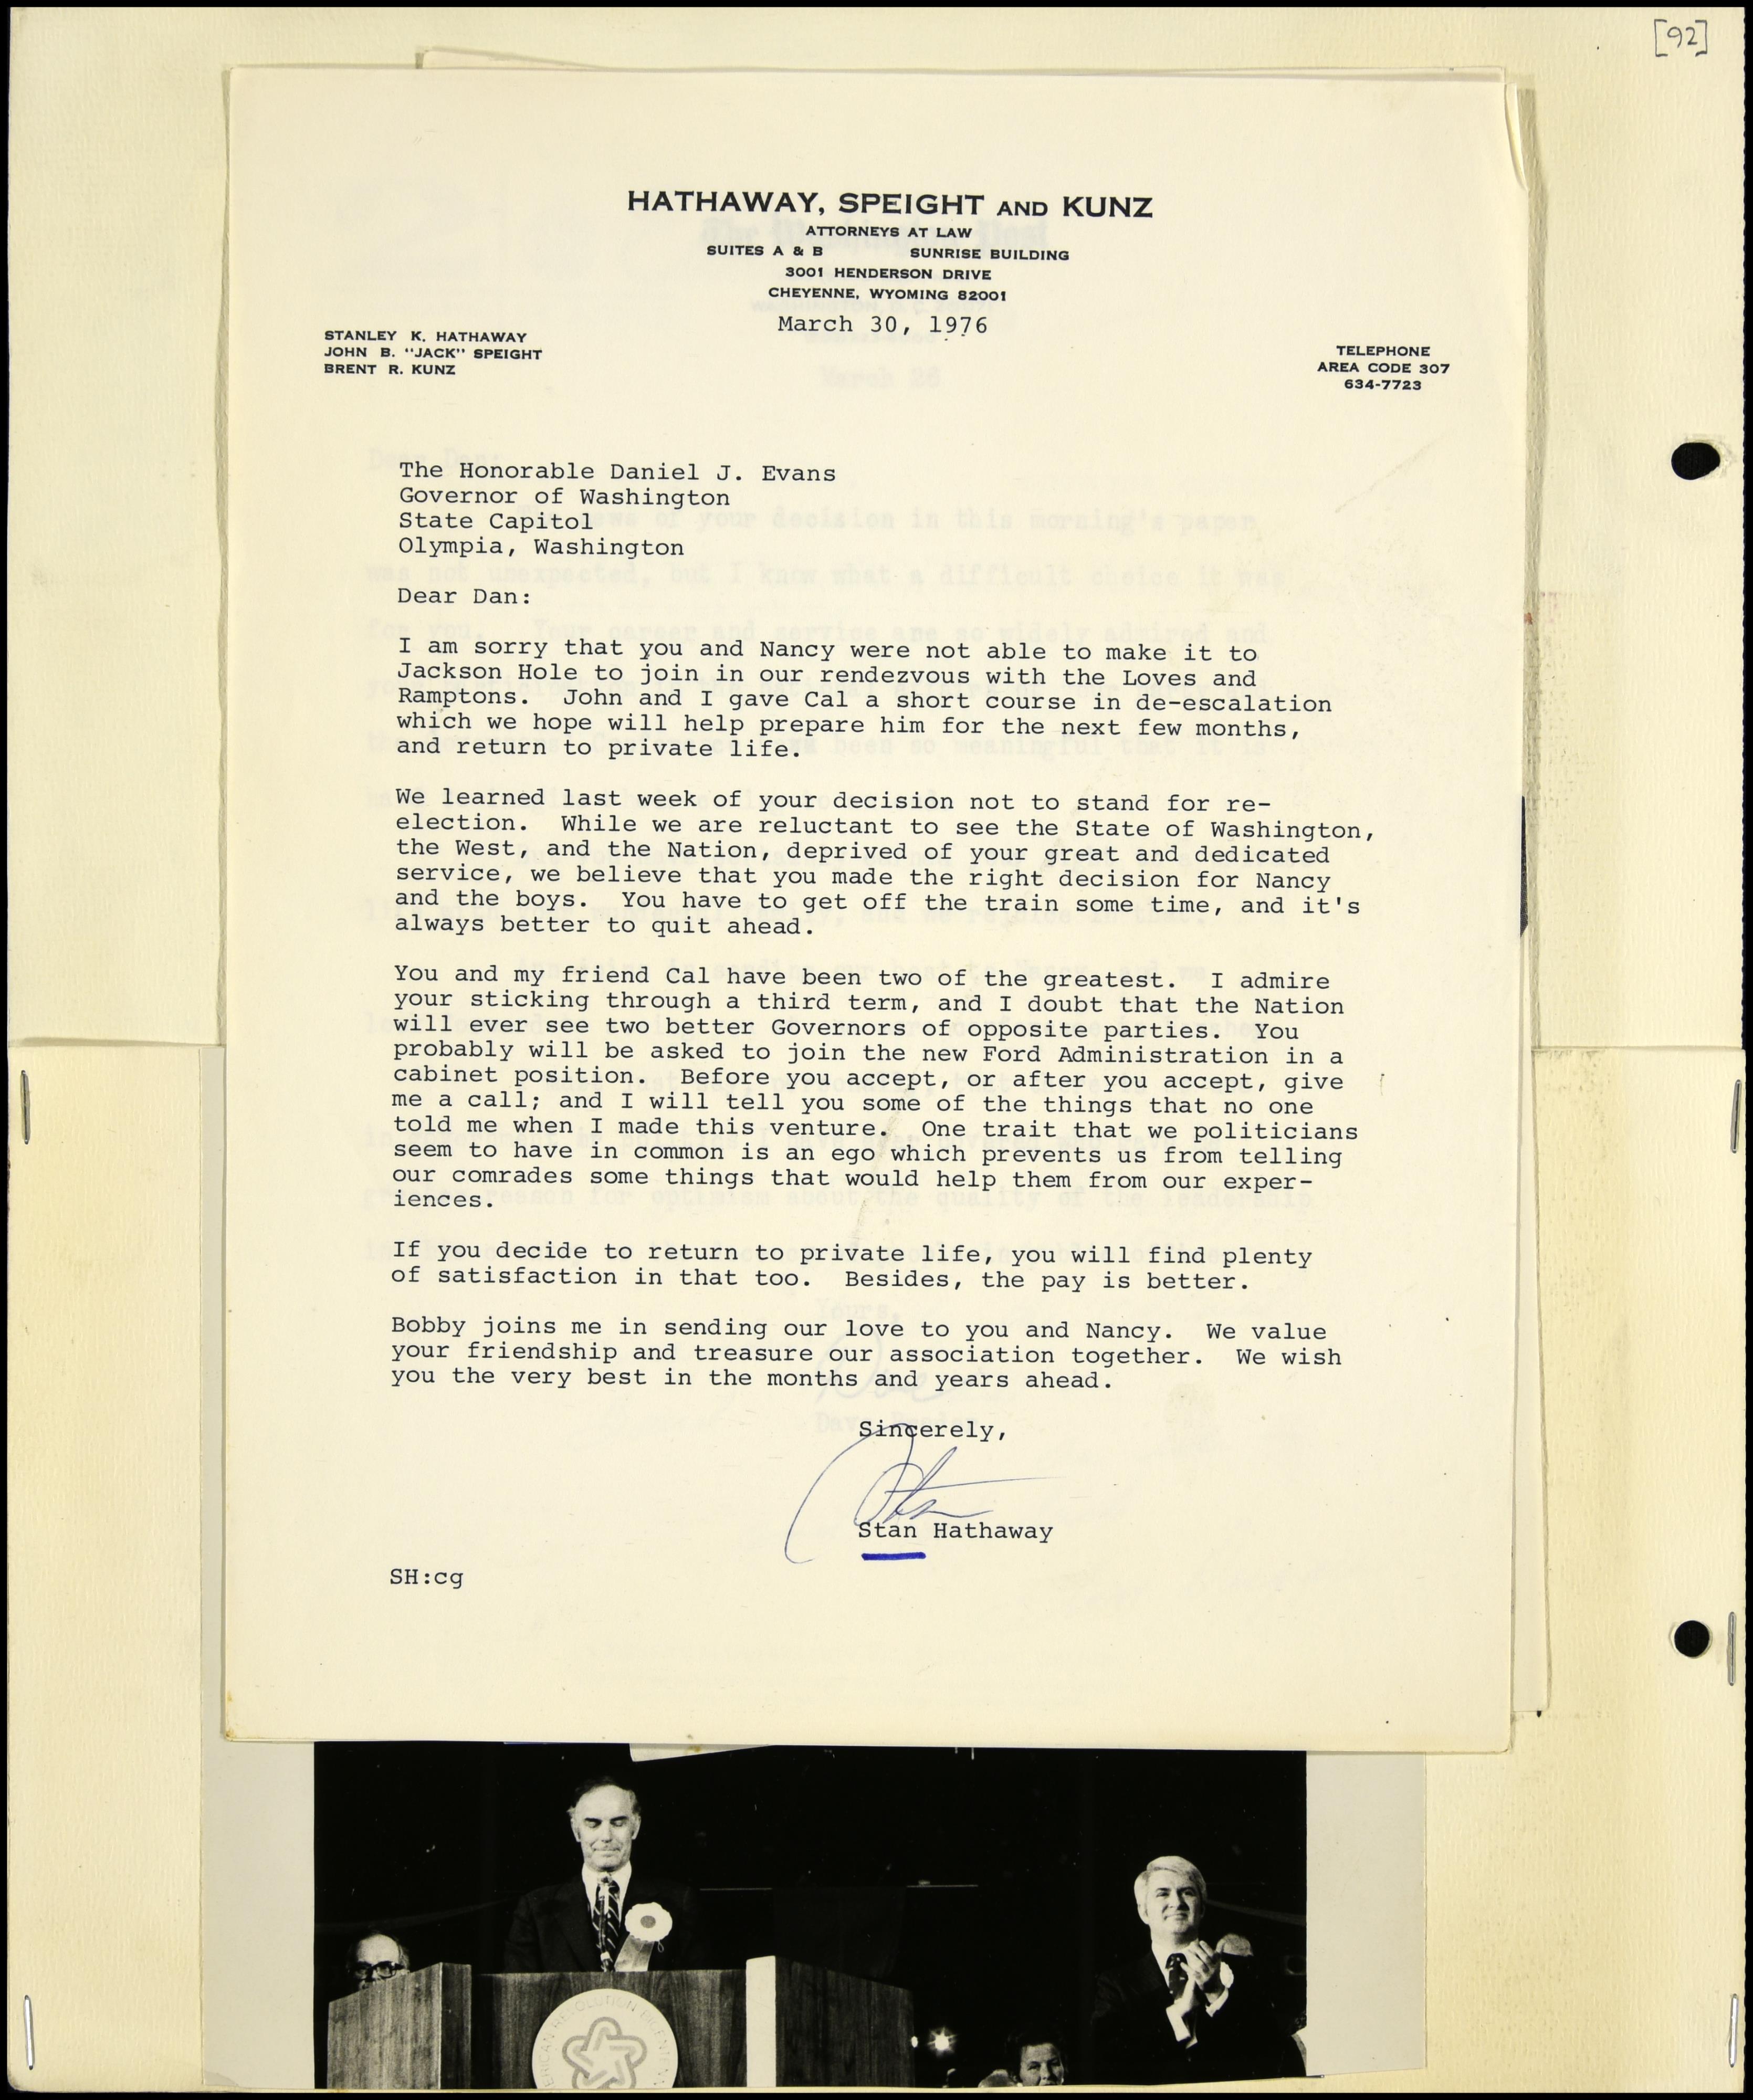 [92]
HATHAWAY, SPEIGHT AND KUNZ
ATTORNEYS AT LAW
SUITES A & B SUNRISE BUILDING
3001 HENDERSON DRIVE
CHEYENNE, WYOMING 82001
March 30, 1976
STANLEY K. HATHAWAY
JOHN B. "JACK" SPEIGHT
BRENT R. KUNZ
TELEPHONE
AREA CODE 307
634-7723
The Honorable Daniel J. Evans
Governor of Washington
State Capitol
Olympia, Washington
Dear Dan:
I am sorry that you and Nancy were not able to make it to
Jackson Hole to join in our rendezvous with the Loves and
Ramptons. John and I gave Cal a short course in de-escalation
which we hope will help prepare him for the next few months,
and return to private life.
We learned last week of your decision not to stand for re-
election. While we are reluctant to see the State of Washington,
the West, and the Nation, deprived of your great and dedicated
service, we believe that you made the right decision for Nancy
and the boys. You have to get off the train some time, and it's
always better to quit ahead.
You and my friend Cal have been two of the greatest. I admire
your sticking through a third term, and I doubt that the Nation
will ever see two better Governors of opposite parties. You
probably will be asked to join the new Ford Administration in a
cabinet position. Before you accept, or after you accept, give
me a call; and I will tell you some of the things that no one
told me when I made this venture. One trait that we politicians
seem to have in common is an ego which prevents us from telling
our comrades some things that would help them from our exper-
iences.
If you decide to return to private life, you will find plenty
of satisfaction in that too. Besides, the pay is better.
Bobby joins me in sending our love to you and Nancy. We value
your friendship and treasure our association together. We wish
you the very best in the months and years ahead.
Sincerely,
Stan
Stan Hathaway
SH:cg